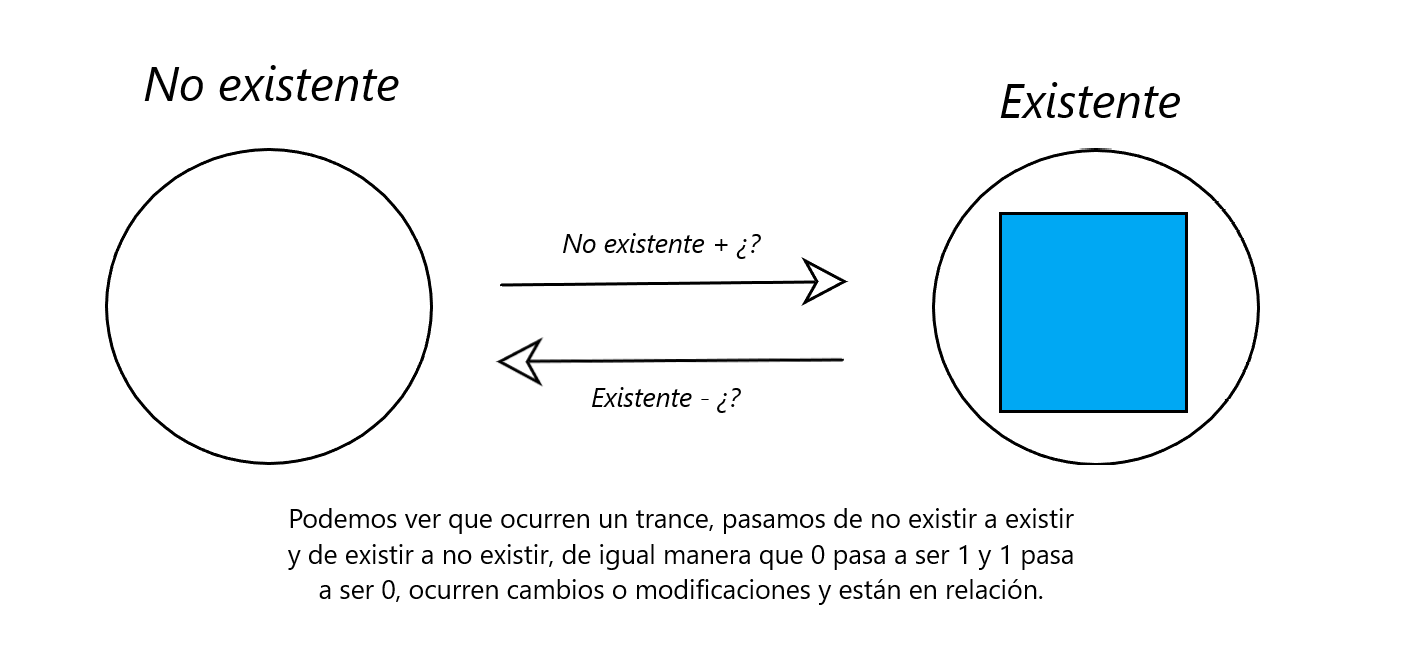 No existente
Existente
No existente + ¿?
Existente - ¿?
Podemos ver que ocurren un trance, pasamos de no existir a existir
y de existir a no existir, de igual manera que 0 pasa a ser 1 y 1 pasa
a ser 0, ocurren cambios o modificaciones y están en relación.